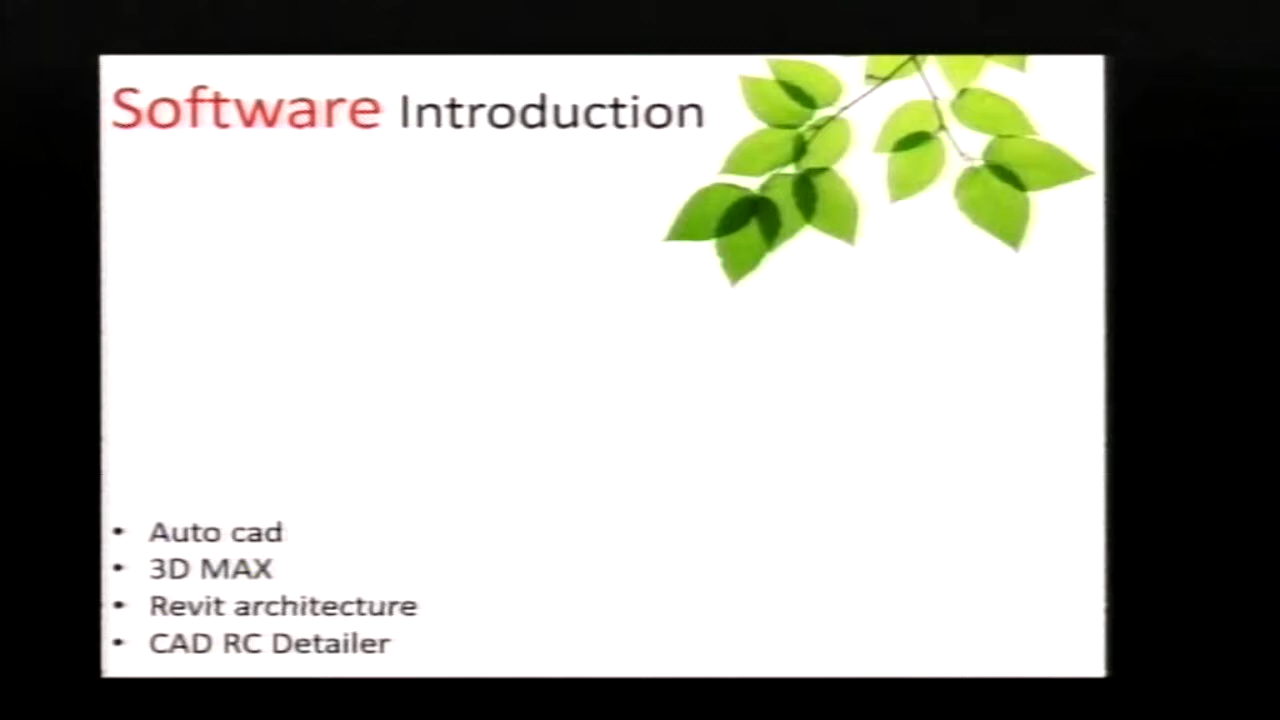 Software Introduction
• Auto cad
• 3D MAX
• Revit architecture
• CAD RC Detailer